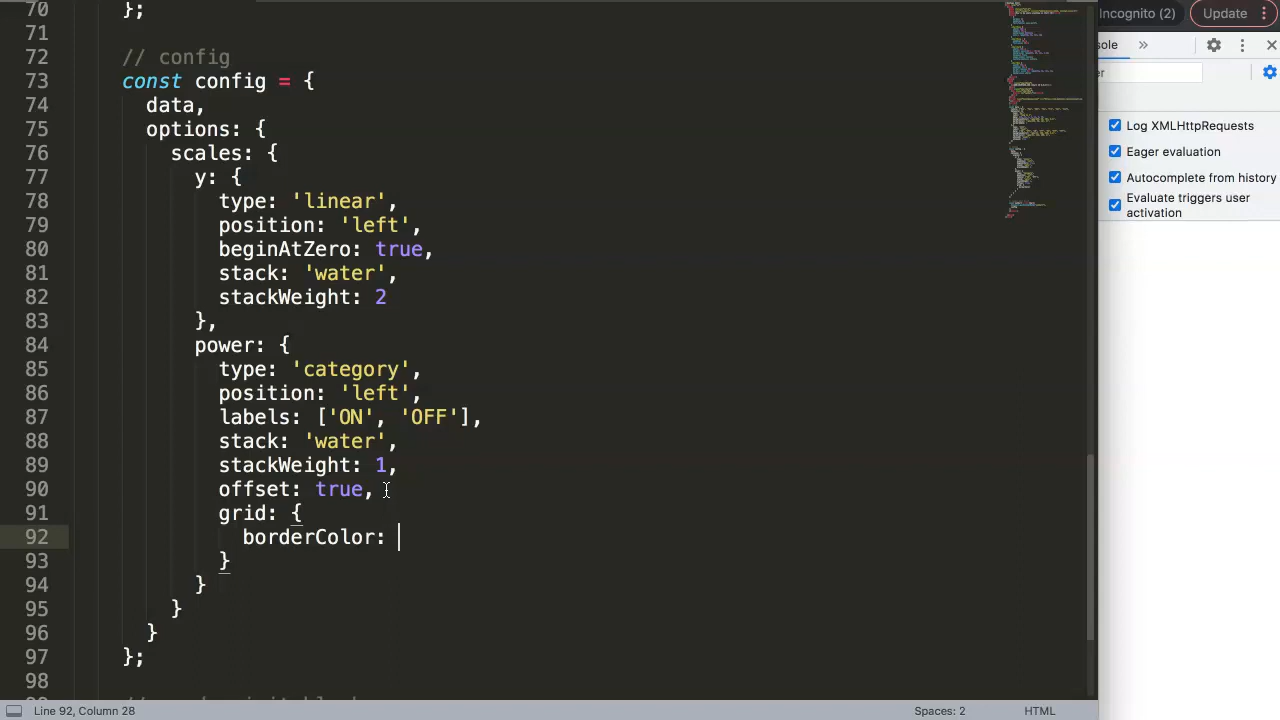 70 };
71
72 // config
73 const config = {
74 data,
75 options: {
76 scales: {
77 y: {
78 type: 'linear',
79 position: 'left',
80 beginAtZero: true,
81 stack: 'water',
82 stackWeight: 2
83 },
84 power: {
85 type: 'category',
86 position: 'left',
87 labels: ['ON', 'OFF'],
88 stack: 'water',
89 stackWeight: 1,
90 offset: true,
91 grid: {
92 borderColor:
93 }
94 }
95 }
96 }
97 };
98
Line 92, Column 28
Spaces: 2
HTML
Incognito (2)
Update
sole
er
Log XMLHttpRequests
Eager evaluation
Autocomplete from history
Evaluate triggers user
activation